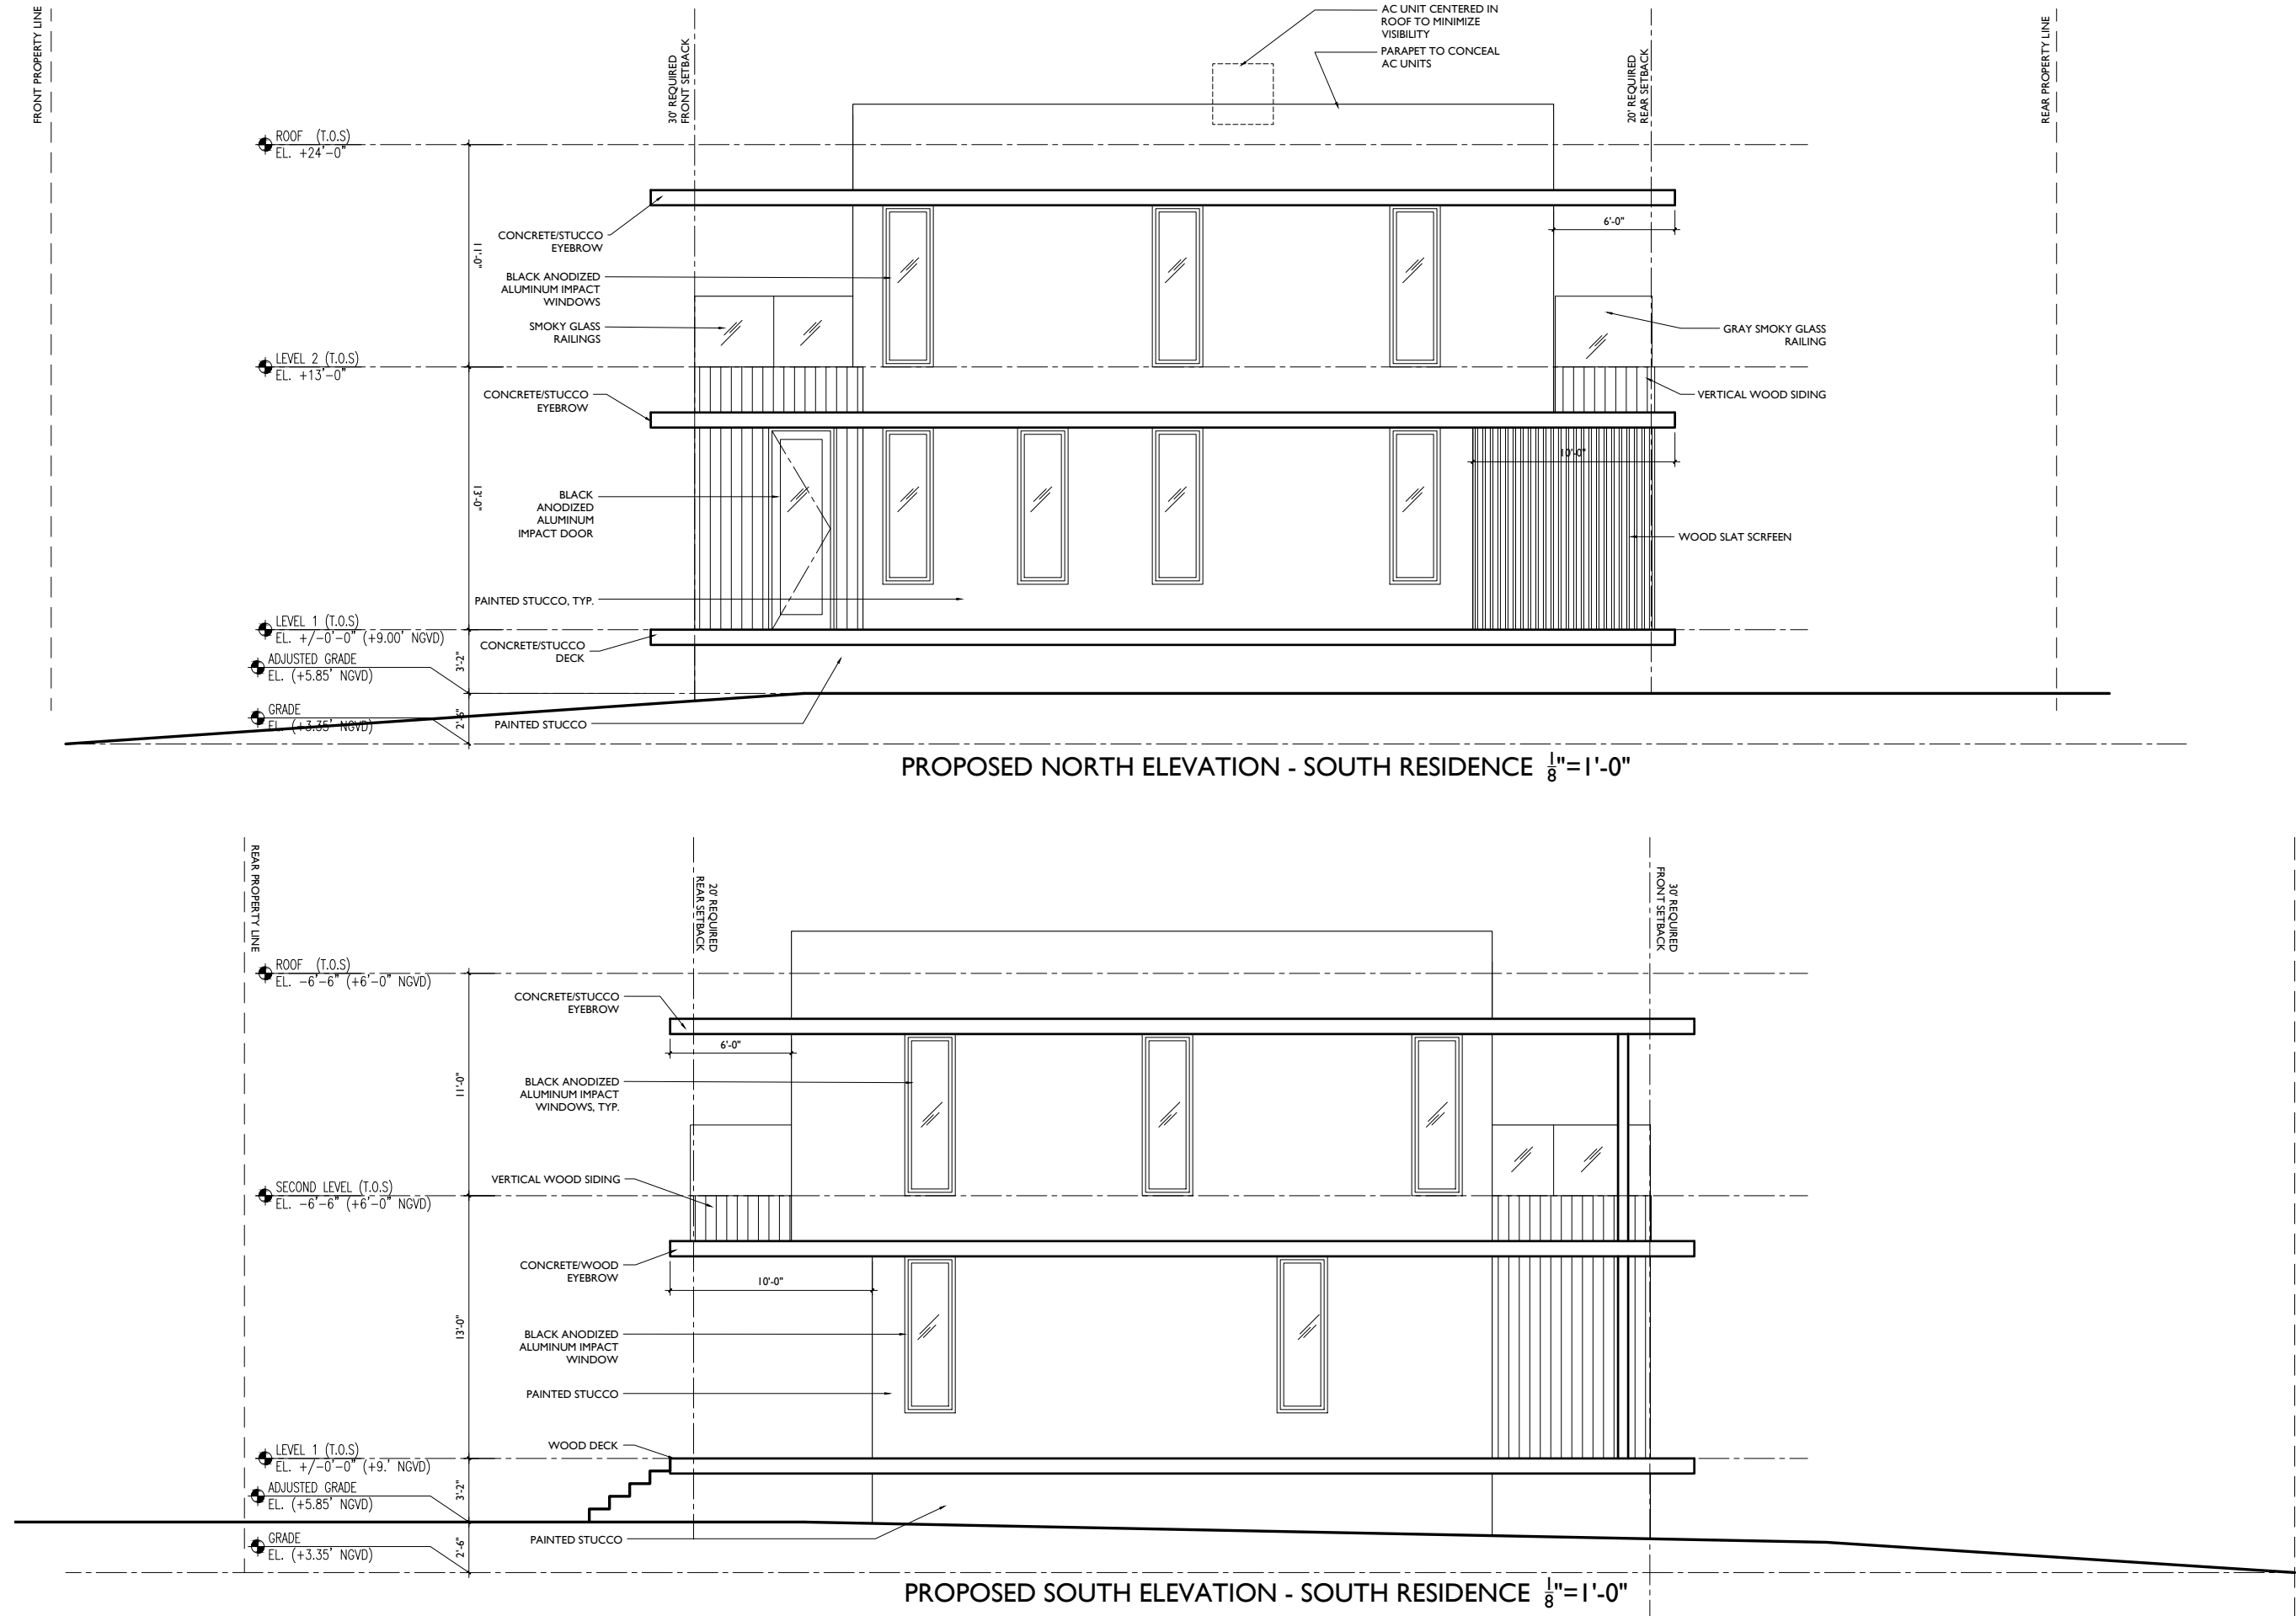 FRONT PROPERTY LINE
30' REQUIRED
FRONT SETBACK
AC UNIT CENTERED IN
ROOF TO MINIMIZE
VISIBILITY
PARAPET TO CONCEAL
AC UNITS
20' REQUIRED
REAR SETBACK
REAR PROPERTY LINE
ROOF (T.O.S)
EL. +24'-0"
CONCRETE/STUCCO
EYEBROW
6'-0"
11'-0"
BLACK ANODIZED
ALUMINUM IMPACT
WINDOWS
SMOKY GLASS
RAILINGS
GRAY SMOKY GLASS
RAILING
LEVEL 2 (T.O.S)
EL. +13'-0"
CONCRETE/STUCCO
EYEBROW
VERTICAL WOOD SIDING
10'-0"
13'-0"
BLACK
ANODIZED
ALUMINUM
IMPACT DOOR
WOOD SLAT SCRFEEN
PAINTED STUCCO, TYP.
LEVEL 1 (T.O.S)
EL. +/-0'-0" (+9.00' NGVD)
CONCRETE/STUCCO
DECK
ADJUSTED GRADE
EL. (+5.85' NGVD)
3'-2"
GRADE
EL. (+3.35' NGVD)
2'-6"
PAINTED STUCCO
PROPOSED NORTH ELEVATION - SOUTH RESIDENCE 1/8"=1'-0"
REAR PROPERTY LINE
20' REQUIRED
REAR SETBACK
30' REQUIRED
FRONT SETBACK
ROOF (T.O.S)
EL. -6'-6" (+6'-0" NGVD)
CONCRETE/STUCCO
EYEBROW
6'-0"
11'-0"
BLACK ANODIZED
ALUMINUM IMPACT
WINDOWS, TYP.
VERTICAL WOOD SIDING
SECOND LEVEL (T.O.S)
EL. -6'-6" (+6'-0" NGVD)
CONCRETE/WOOD
EYEBROW
10'-0"
13'-0"
BLACK ANODIZED
ALUMINUM IMPACT
WINDOW
PAINTED STUCCO
WOOD DECK
LEVEL 1 (T.O.S)
EL. +/-0'-0" (+9.' NGVD)
ADJUSTED GRADE
EL. (+5.85' NGVD)
3'-2"
GRADE
EL. (+3.35' NGVD)
2'-6"
PAINTED STUCCO
PROPOSED SOUTH ELEVATION - SOUTH RESIDENCE 1/8"=1'-0"